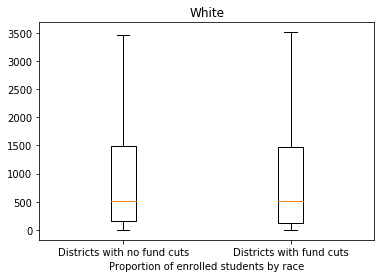 White
3500
3000
2500
2000
1500
1000
500
0
Districts with no fund cuts
Districts with fund cuts
Proportion of enrolled students by race